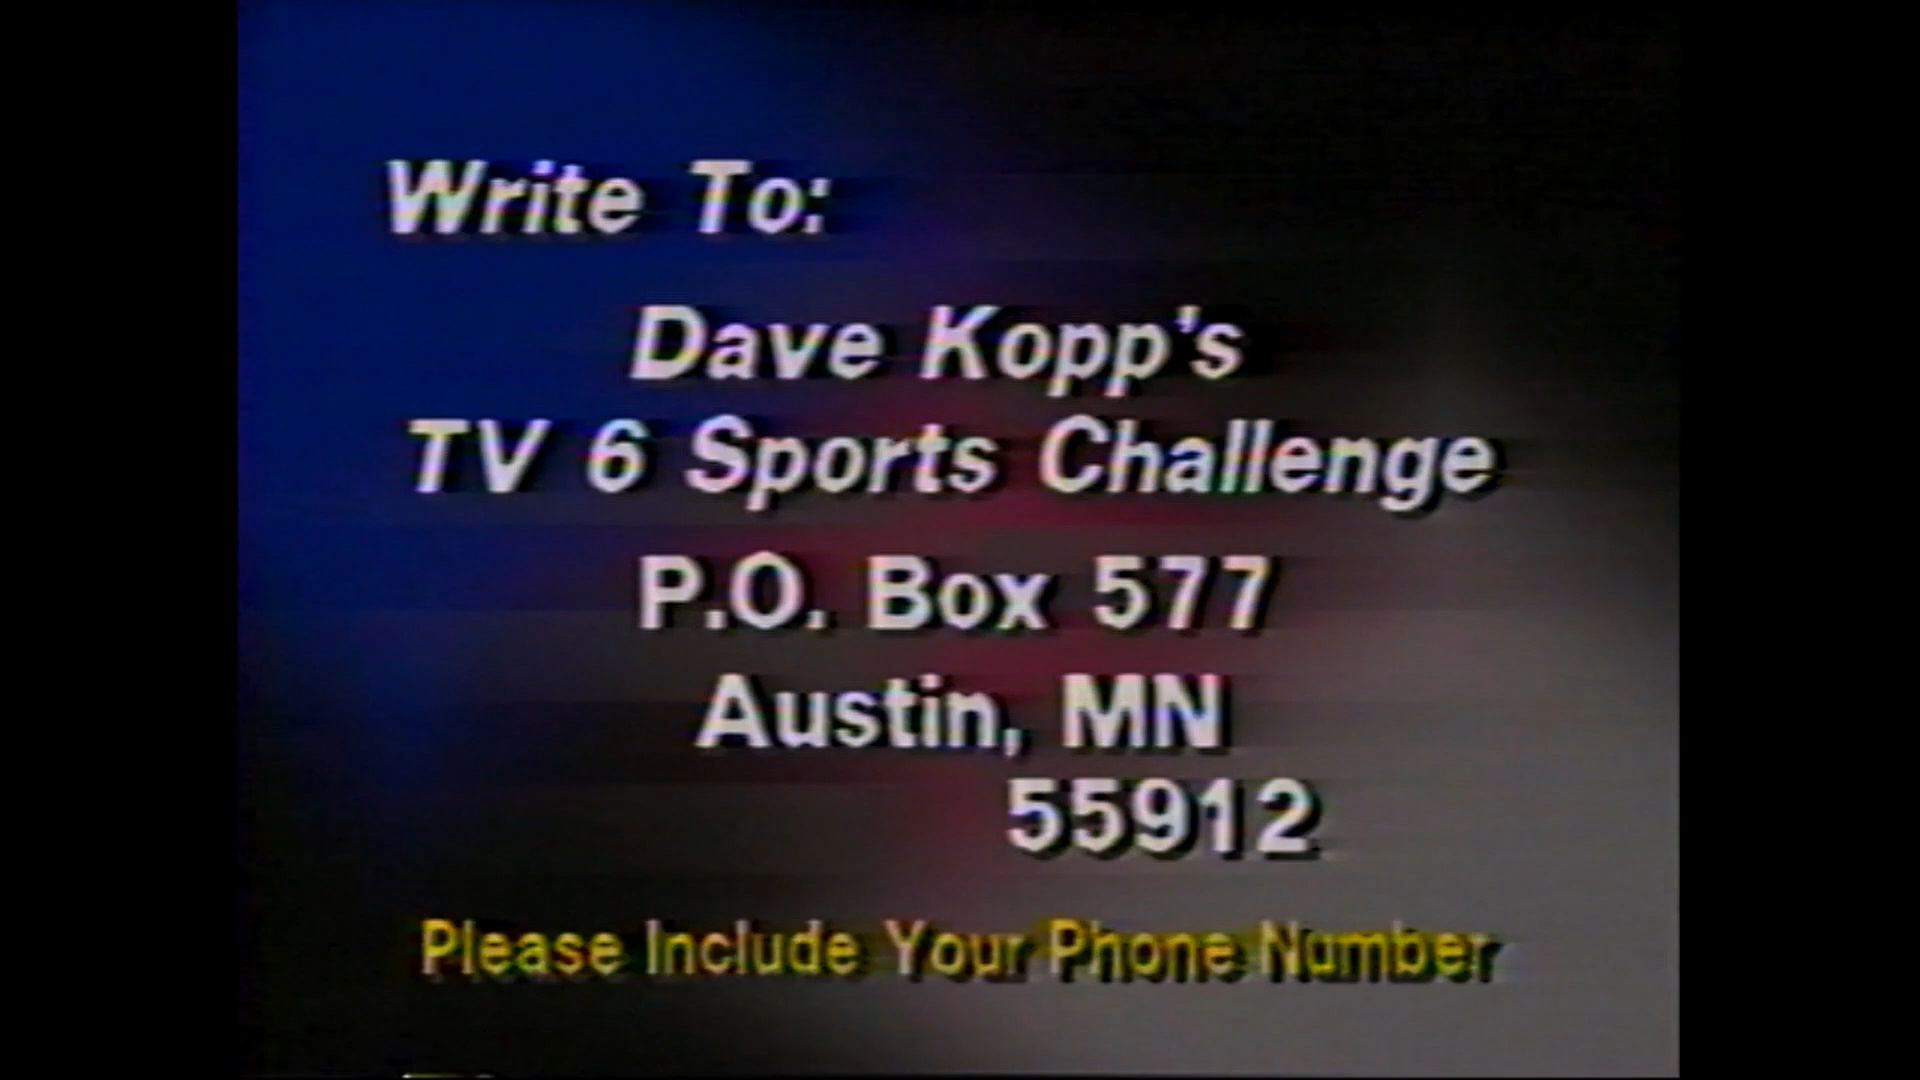 Write To:
Dave Kopp's
TV 6 Sports Challenge
P.O. Box 577
Austin, MN
55912
Please Include Your Phone Number